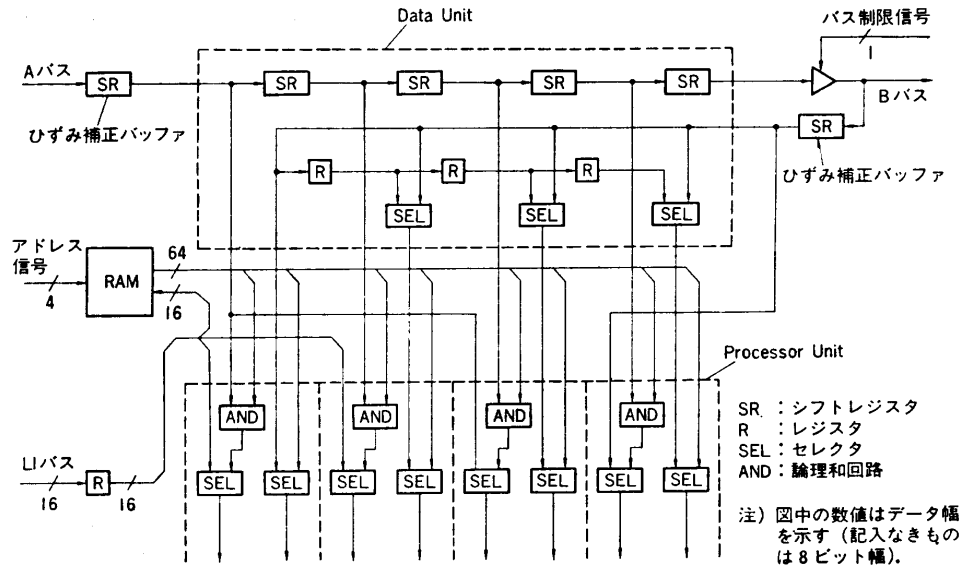 Data Unit
バス制限信号
1
Aバス
SR
SR
SR
SR
SR
Bバス
ひずみ補正バッファ
SR
ひずみ補正バッファ
R
R
R
SEL
SEL
SEL
アドレス
信号
4
RAM
64
16
Processor Unit
AND
AND
AND
AND
LIバス
16
R
16
SEL
SEL
SEL
SEL
SEL
SEL
SEL
SEL
SR :シフトレジスタ
R :レジスタ
SEL:セレクタ
AND:論理和回路
注) 図中の数値はデータ幅
を示す (記入なきもの
は8ビット幅).